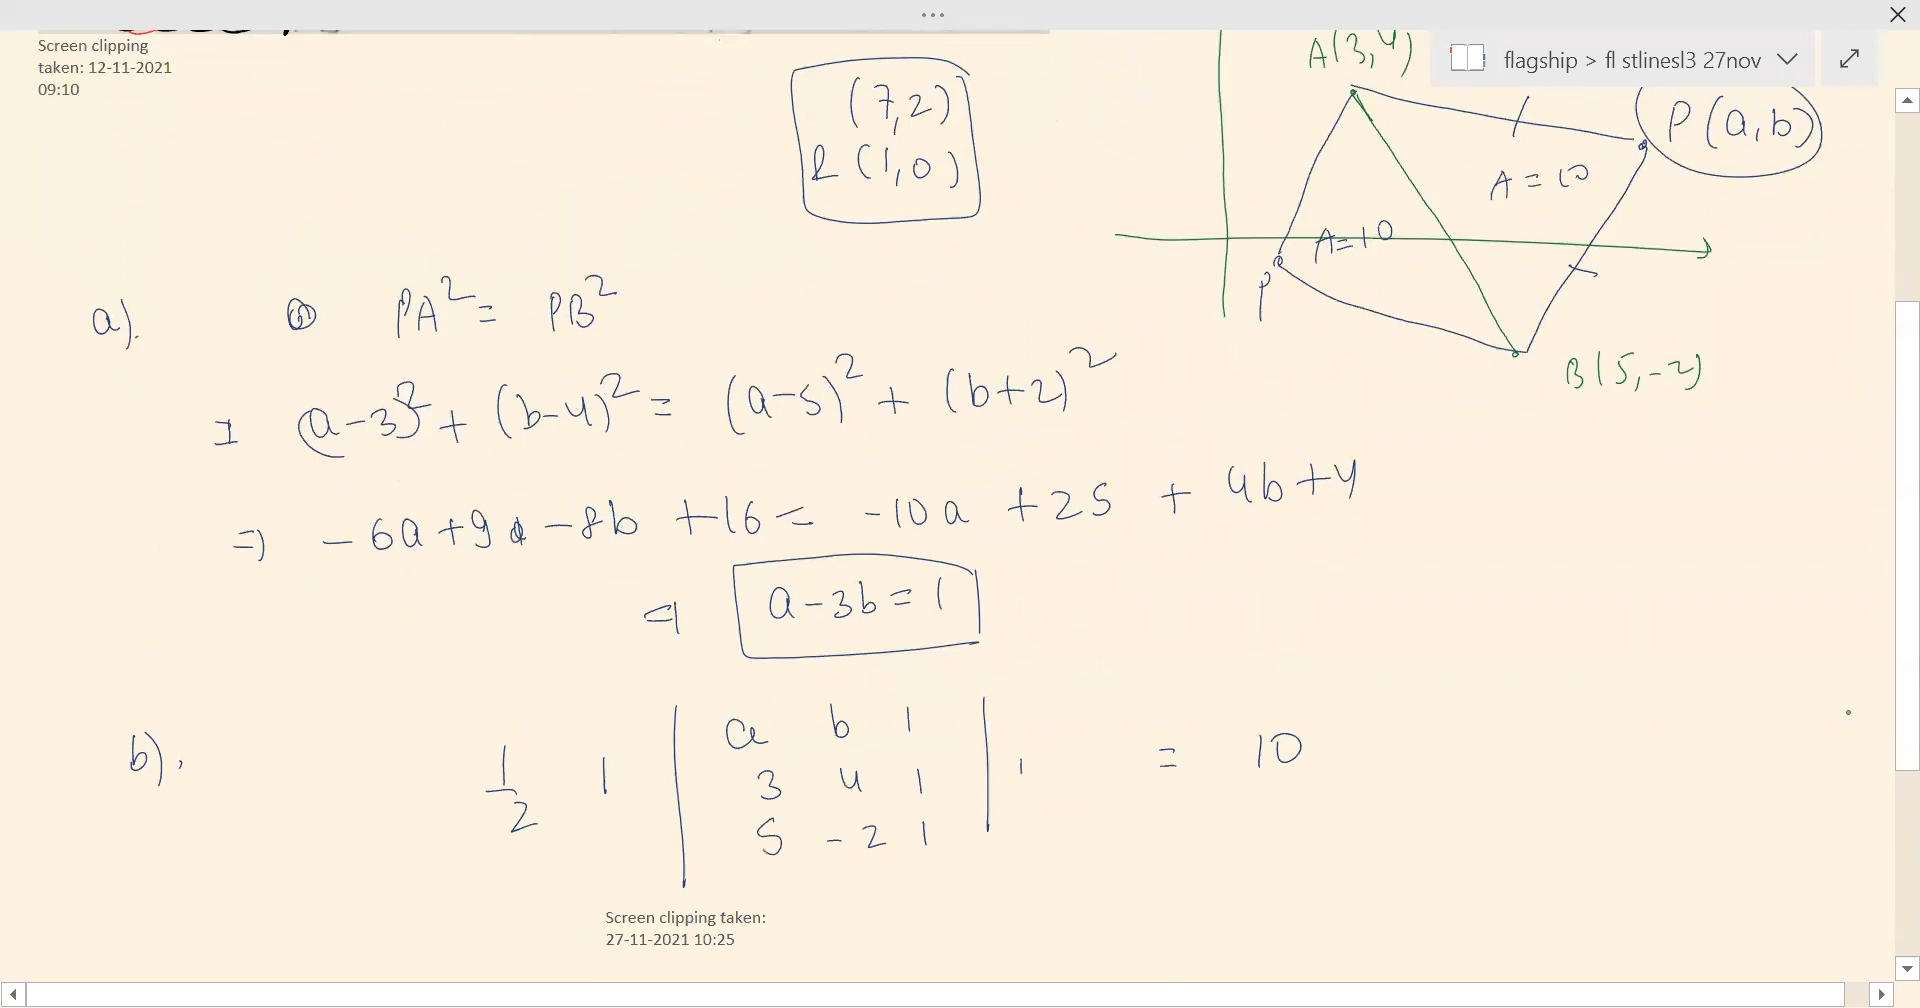 Screen clipping
taken: 12-11-2021
09:10
flagship > fl stlinesl3 27nov
(7,2)
& (1,0)
A(3,4)
P(a,b)
A=10
A=10
P
B(5,-2)
a). PA² = PB²
(a-3)² + (b-4)² = (a-5)² + (b+2)²
=) -6a+9-8b+16= -10a +25 + 4b+4
a-3b=1
b). 1/2 | | a b 1 | | = 10
3 4 1
5 -2 1
Screen clipping taken:
27-11-2021 10:25